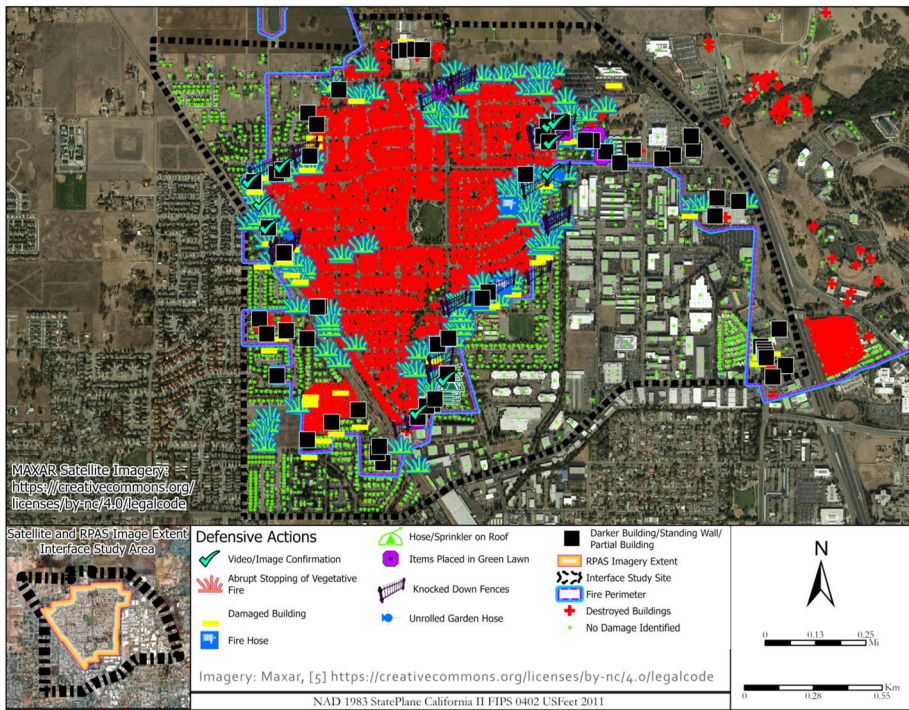 MAXAR Satellite Imagery:
https://creativecommons.org/
licenses/by-nc/4.0/legalcode
Satellite and RPAS Image Extent
Interface Study Area
Defensive Actions
Video/Image Confirmation
Abrupt Stopping of Vegetative
Fire
Damaged Building
Fire Hose
Hose/Sprinkler on Roof
Items Placed in Green Lawn
Knocked Down Fences
Unrolled Garden Hose
Darker Building/Standing Wall/
Partial Building
RPAS Imagery Extent
Interface Study Site
Fire Perimeter
Destroyed Buildings
No Damage Identified
N
0 0.13 0.25
Mi
Km
0 0.28 0.55
Imagery: Maxar, [5] https://creativecommons.org/licenses/by-nc/4.0/legalcode
NAD 1983 StatePlane California II FIPS 0402 USFeet 2011